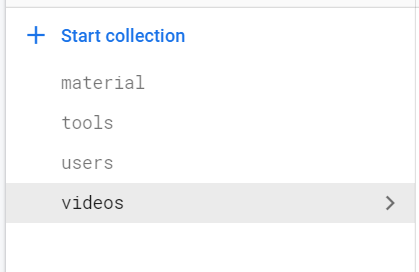 Start collection
material
tools
users
videos